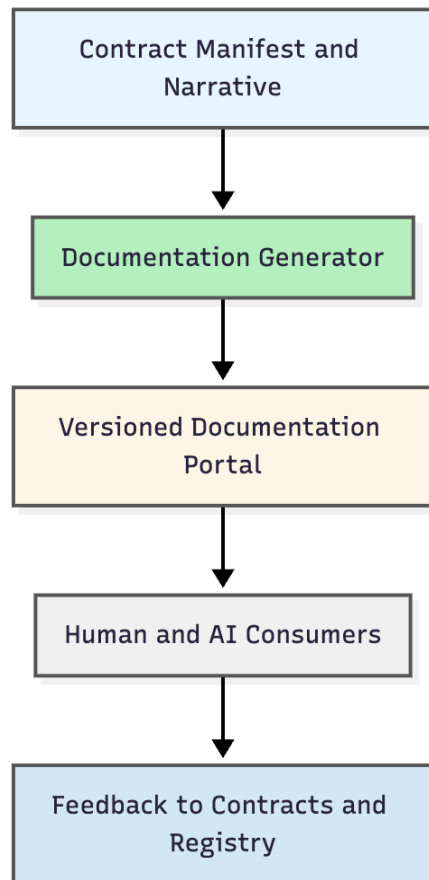 Contract Manifest and
Narrative
Documentation Generator
Versioned Documentation
Portal
Human and AI Consumers
Feedback to Contracts and
Registry